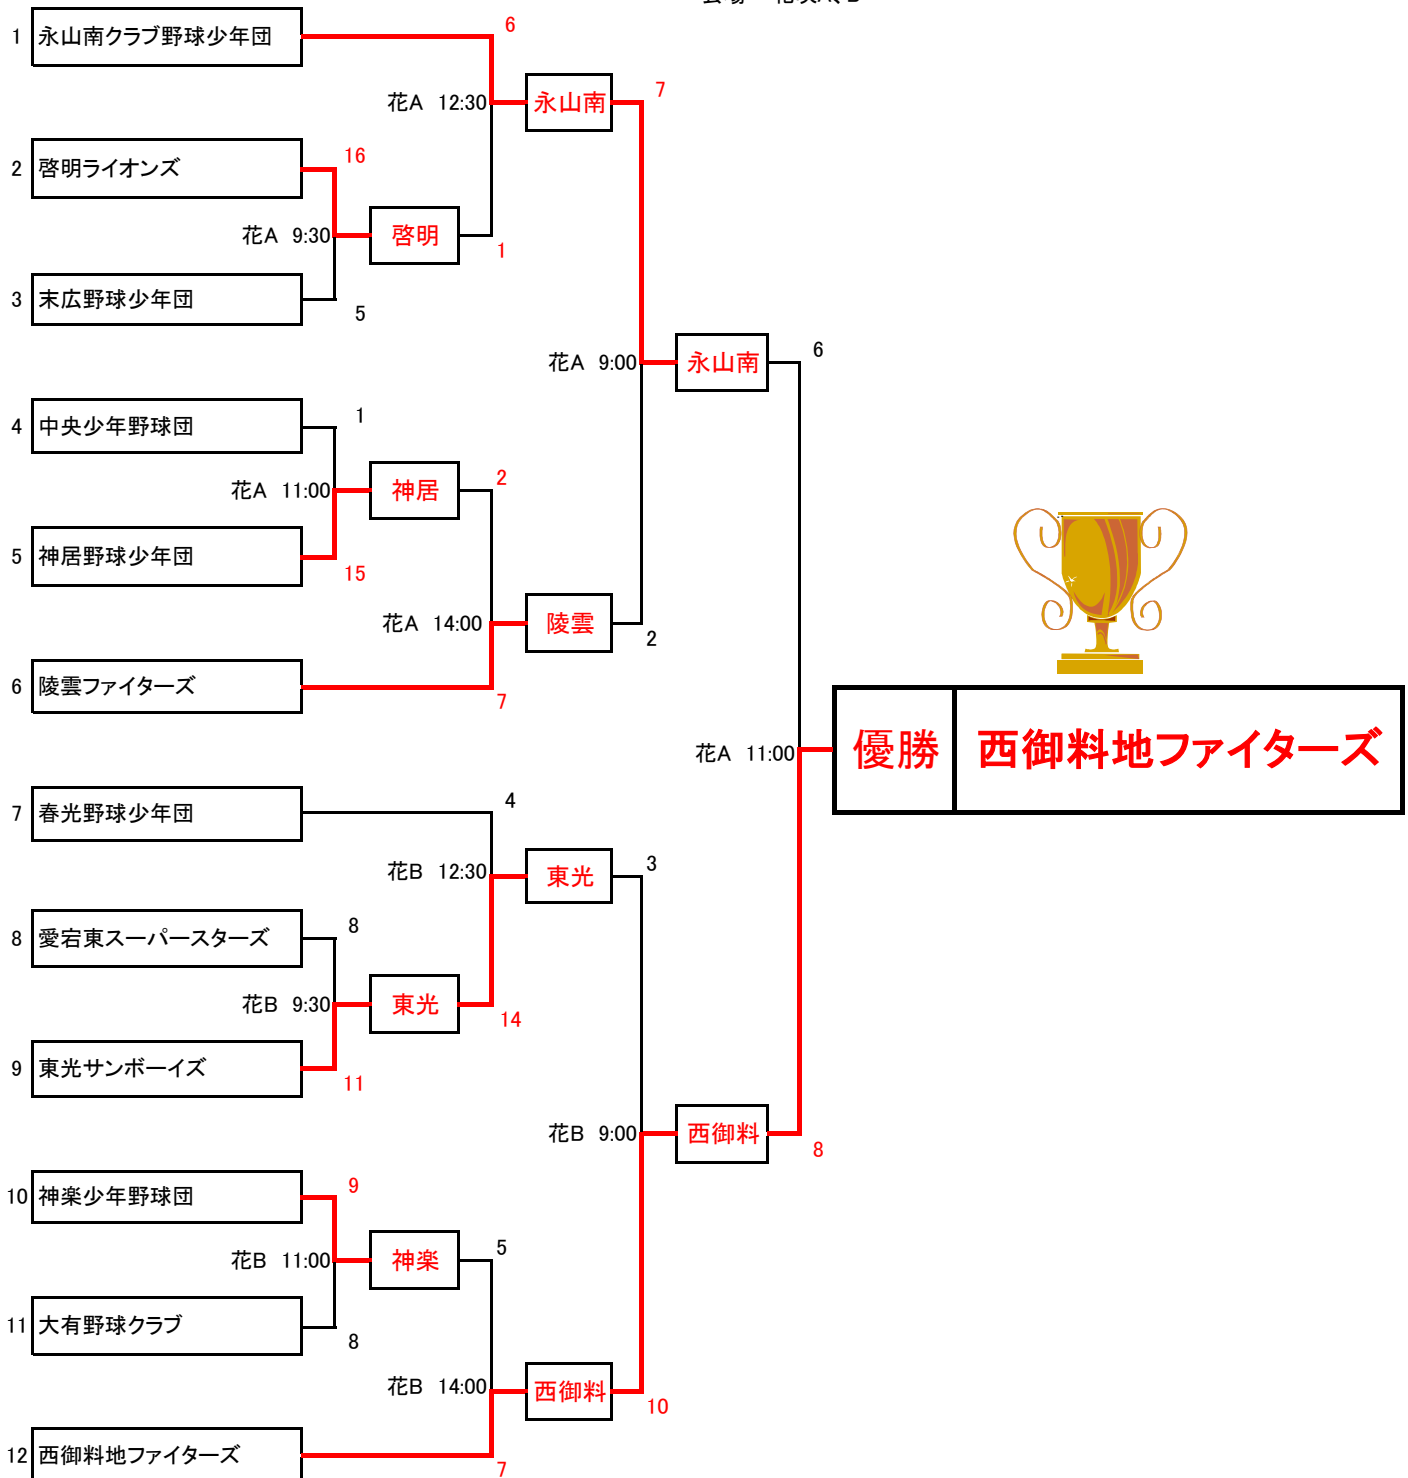 1 永山南クラブ野球少年団
6
花A 12:30
永山南
7
2 啓明ライオンズ
16
花A 9:30
啓明
1
3 末広野球少年団
5
花A 9:00
永山南
6
4 中央少年野球団
1
花A 11:00
神居
2
5 神居野球少年団
15
花A 14:00
陵雲
2
6 陵雲ファイターズ
7
花A 11:00
優勝 西御料地ファイターズ
7 春光野球少年団
4
花B 12:30
東光
3
8 愛宕東スーパースターズ
8
花B 9:30
東光
14
9 東光サンボーイズ
11
花B 9:00
西御料
8
10 神楽少年野球団
9
花B 11:00
神楽
5
11 大有野球クラブ
8
花B 14:00
西御料
10
12 西御料地ファイターズ
7